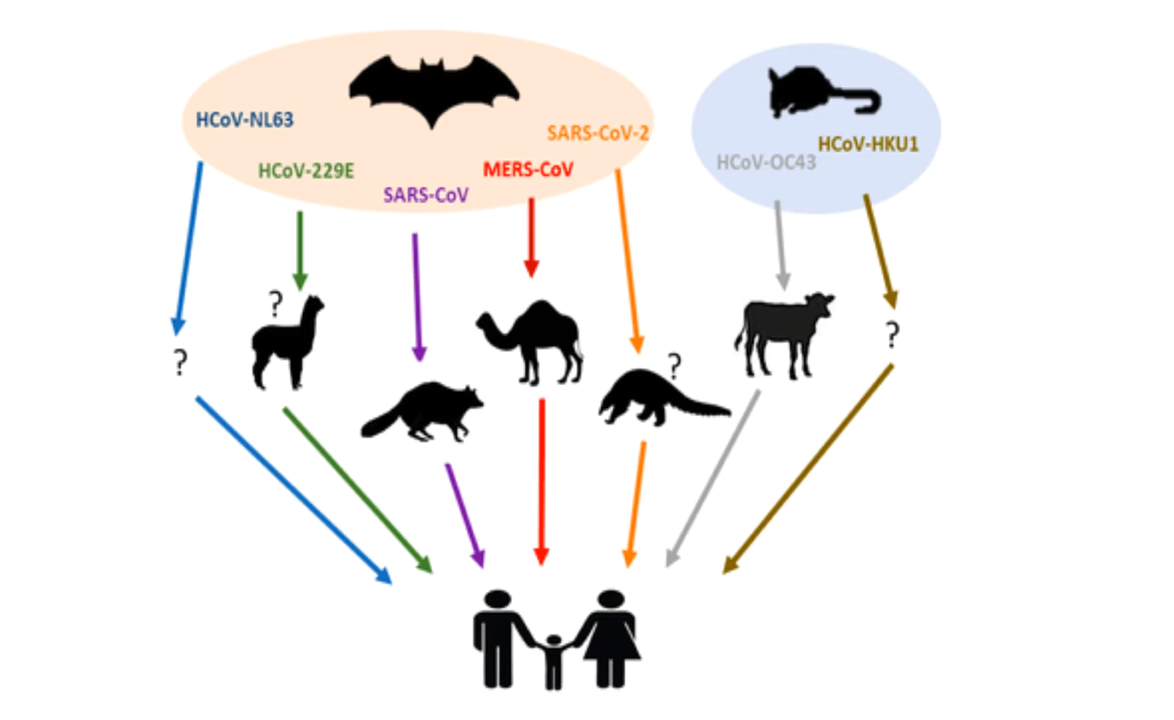 HCoV-NL63
HCoV-229E
SARS-CoV
MERS-CoV
SARS-CoV-2
HCoV-OC43
HCoV-HKU1
?
?
?
?